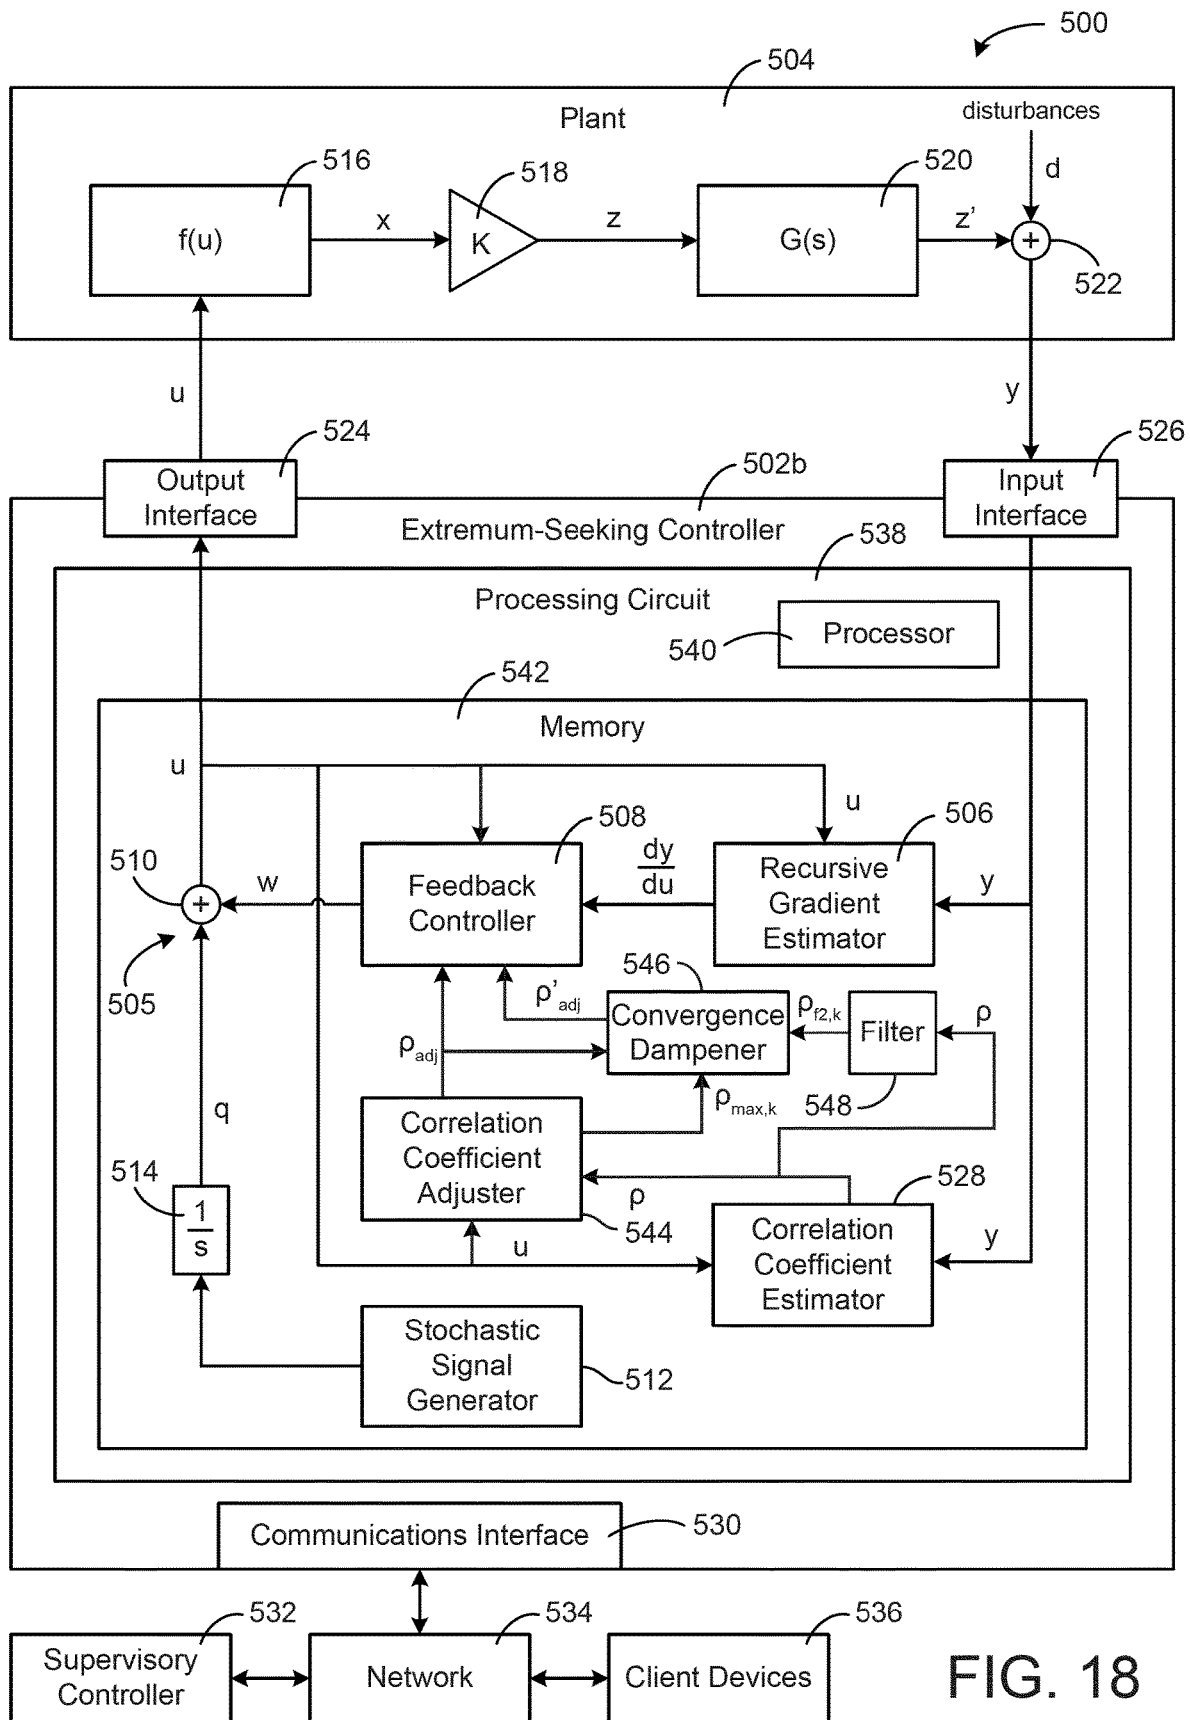 500
504
Plant
disturbances
d
516
f(u)
x
518
K
z
520
G(s)
z'
+
522
u
y
524
Output
Interface
502b
526
Input
Interface
Extremum-Seeking Controller
538
Processing Circuit
540
Processor
542
Memory
u
u
508
506
510
+
w
Feedback
Controller
dy
du
Recursive
Gradient
Estimator
y
505
546
ρ'adj
Convergence
Dampener
ρf2,k
Filter
ρ
ρadj
548
ρmax,k
q
Correlation
Coefficient
Adjuster
514
1
s
ρ
528
544
u
Correlation
Coefficient
Estimator
y
Stochastic
Signal
Generator
512
Communications Interface
530
532
534
536
Supervisory
Controller
Network
Client Devices
FIG. 18